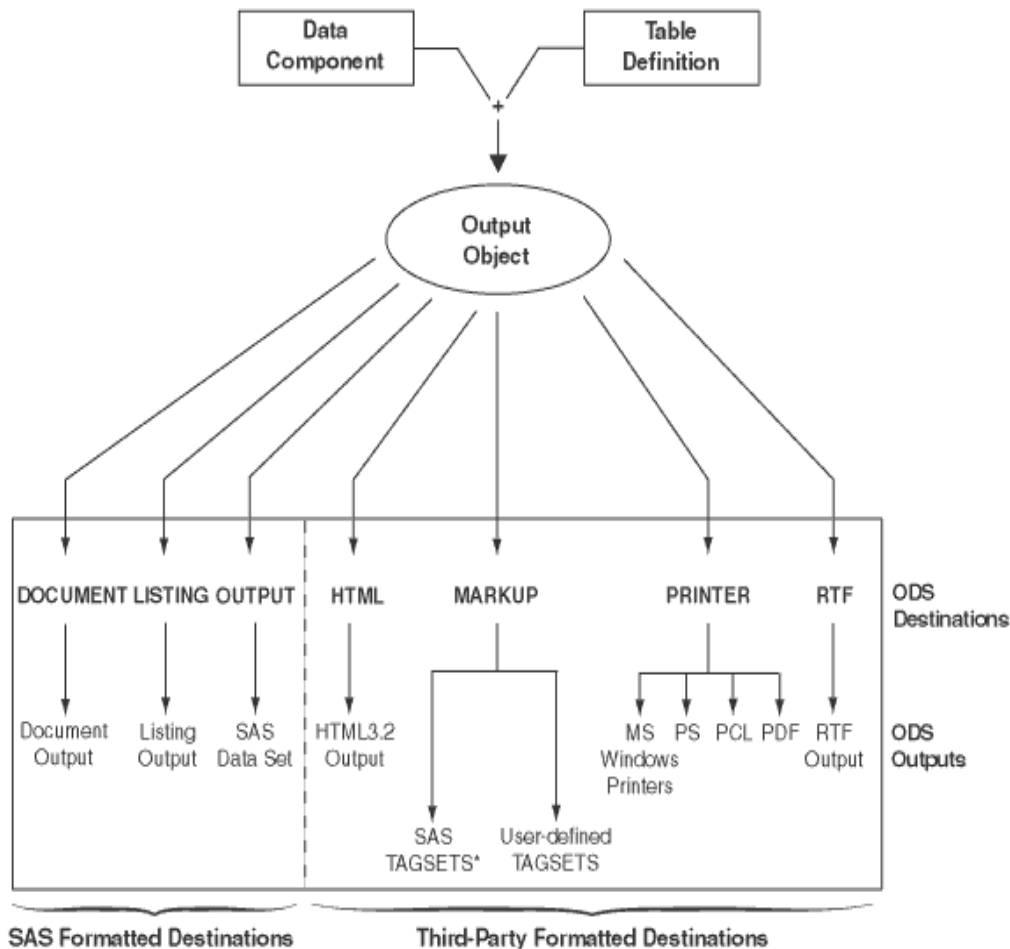 Data
Component
Table
Definition
+
Output
Object
DOCUMENT LISTING OUTPUT HTML MARKUP PRINTER RTF
ODS
Destinations
Document
Output
Listing
Output
SAS
Data Set
HTML3.2
Output
MS
Windows
Printers
PS
PCL
PDF
RTF
Output
ODS
Outputs
SAS
TAGSETS*
User-defined
TAGSETS
SAS Formatted Destinations
Third-Party Formatted Destinations